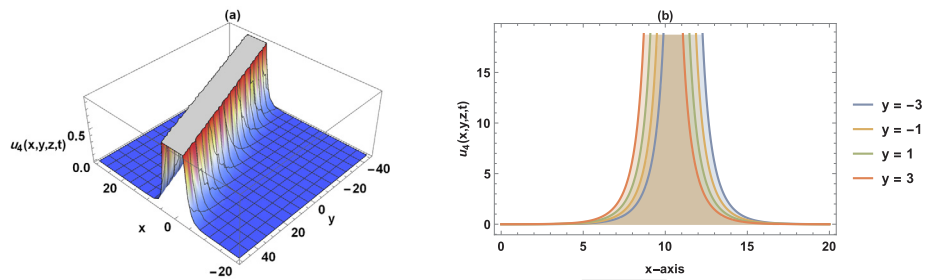 (a)
u4(x,y,z,t)
0.5
0.0
20
x
0
-20
-40
-20
0
y
20
40
(b)
u4(x,y,z,t)
15
10
5
0
0
5
10
15
20
x-axis
y = -3
y = -1
y = 1
y = 3